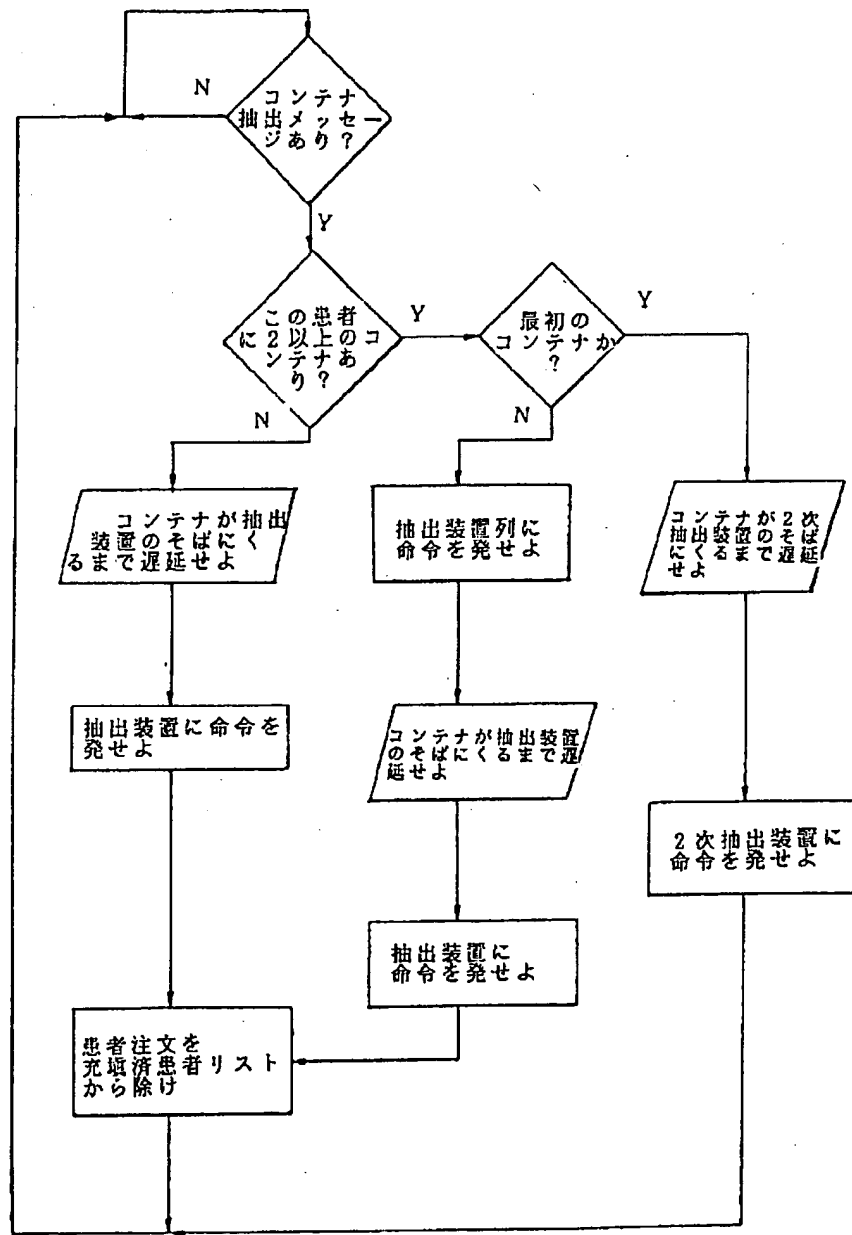 コンテナ
抽出メッセー
ジあり?
N
Y
この患者
に2以上のコ
ンテナあ
り?
Y
N
最初の
コンテナか
?
Y
N
コンテナが抽出
装置のそばにく
るまで遅延せよ
抽出装置列に
命令を発せよ
コンテナが2次
抽出装置のそば
にくるまで遅延
せよ
抽出装置に命令を
発せよ
コンテナが抽出装置
のそばにくるまで遅
延せよ
2次抽出装置に
命令を発せよ
抽出装置に
命令を発せよ
患者注文を
充填済患者リスト
から除け